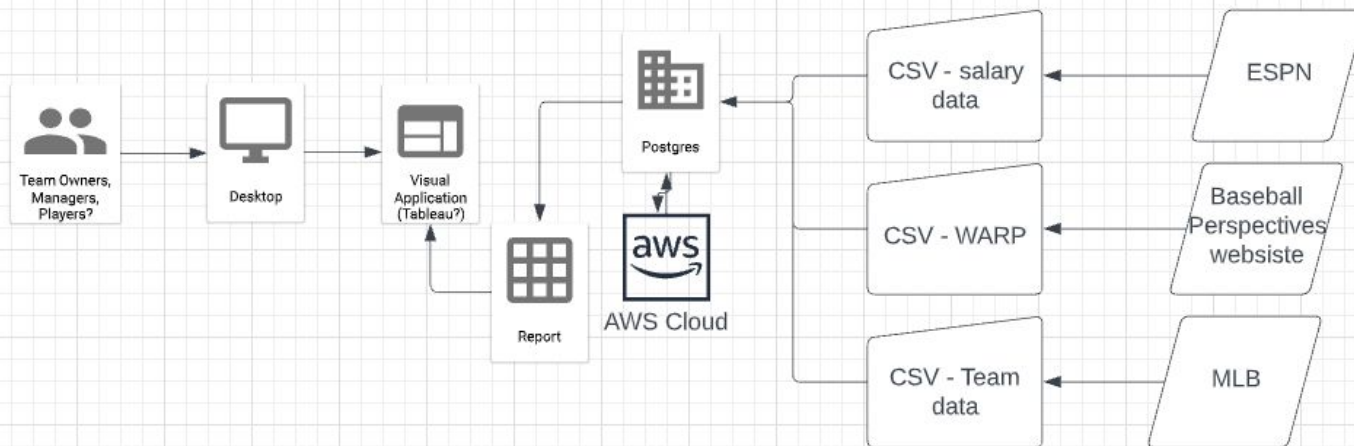 Team Owners,
Managers,
Players?
Desktop
Visual
Application
(Tableau?)
Postgres
Report
aws
AWS Cloud
CSV - salary
data
ESPN
CSV - WARP
Baseball
Perspectives
websiste
CSV - Team
data
MLB